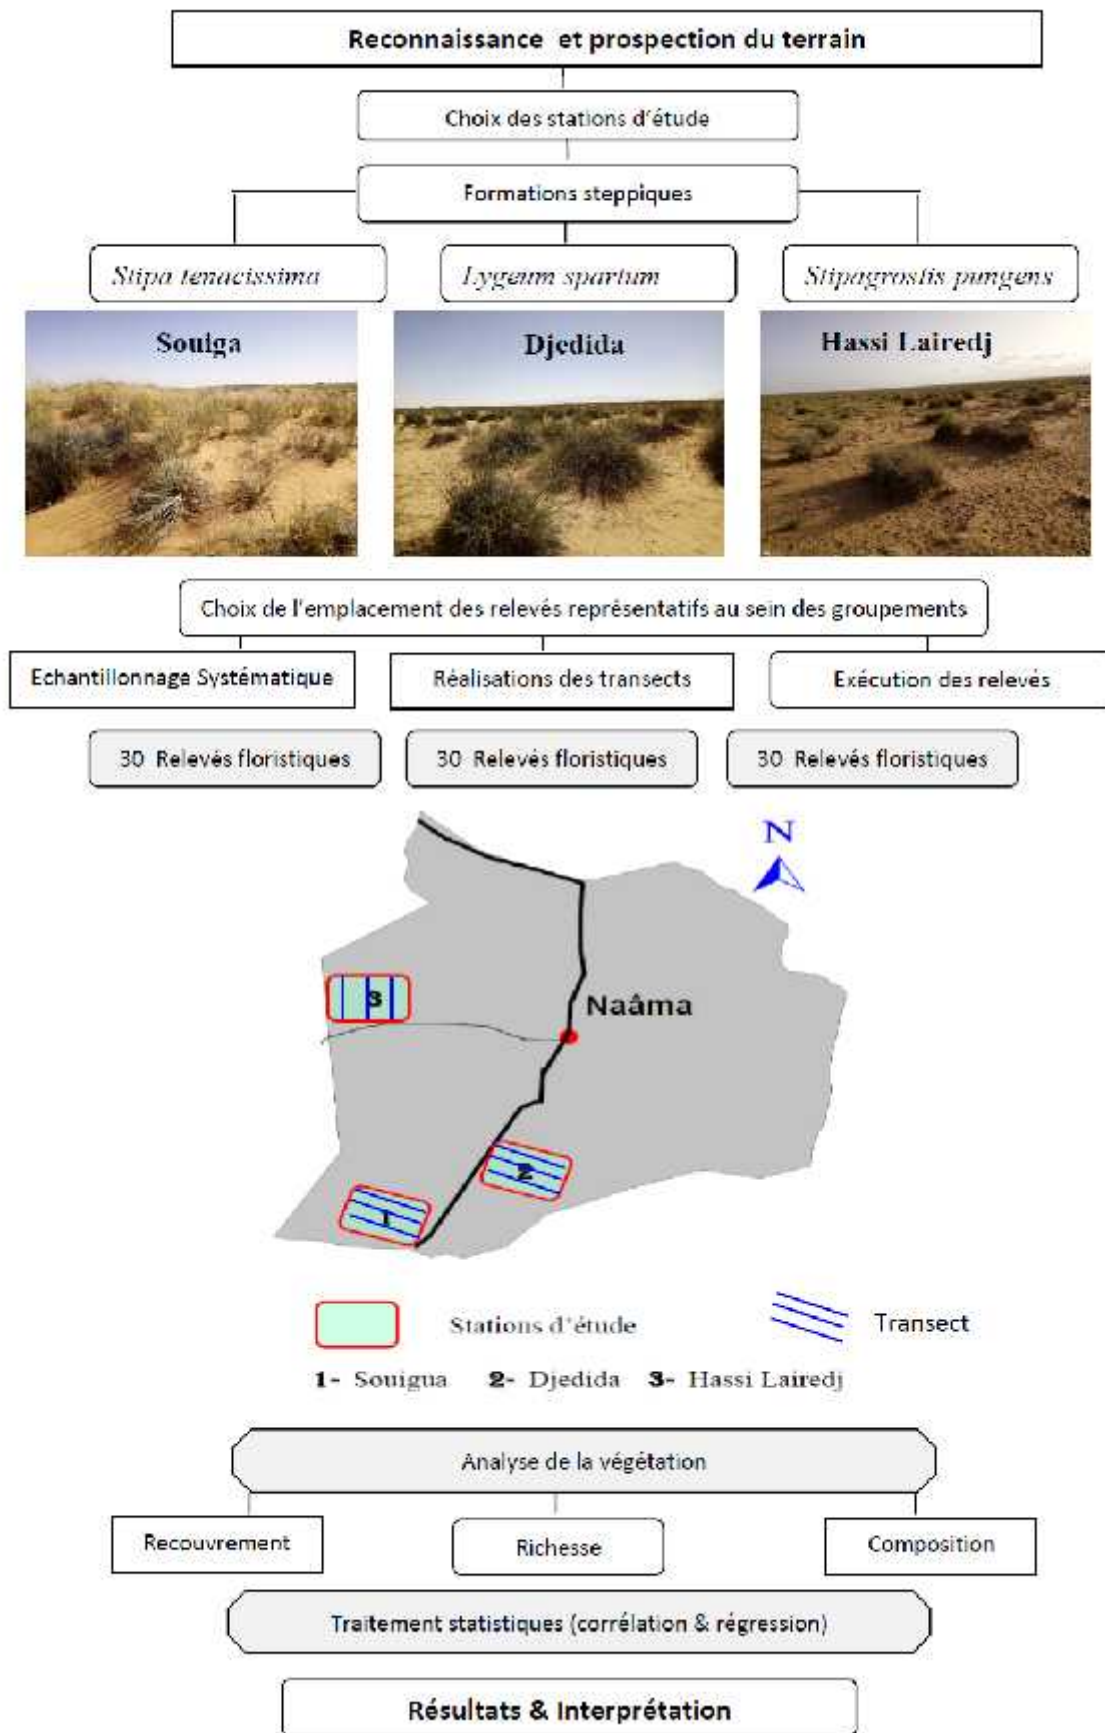 Reconnaissance et prospection du terrain
Choix des stations d'étude
Formations steppiques
Stipa tenacissima
Lygeum spartum
Stipagrostis pungens
Souiga
Djedida
Hassi Lairedj
Choix de l'emplacement des relevés représentatifs au sein des groupements
Echantillonnage Systématique
Réalisations des transects
Exécution des relevés
30 Relevés floristiques
30 Relevés floristiques
30 Relevés floristiques
N
3
Naâma
2
1
Stations d'étude
Transect
1- Souigua 2- Djedida 3- Hassi Lairedj
Analyse de la végétation
Recouvrement
Richesse
Composition
Traitement statistiques (corrélation & régression)
Résultats & Interprétation